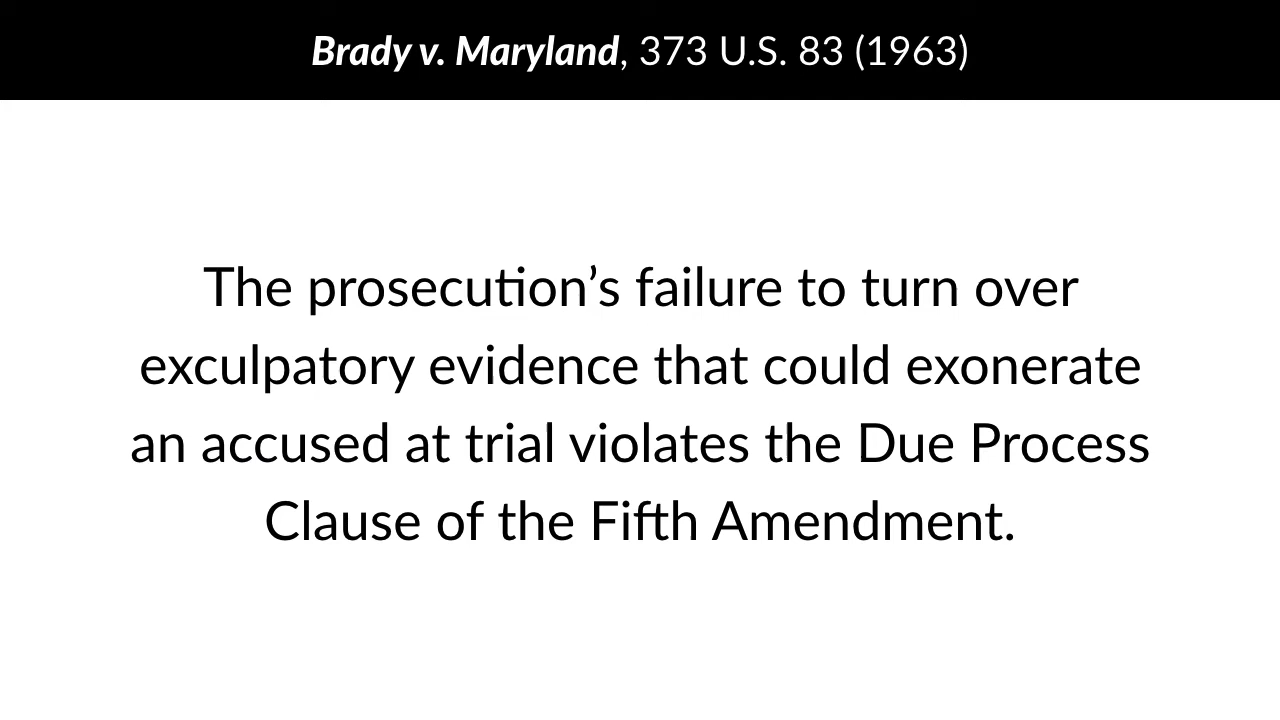 Brady v. Maryland, 373 U.S. 83 (1963)
The prosecution’s failure to turn over
exculpatory evidence that could exonerate
an accused at trial violates the Due Process
Clause of the Fifth Amendment.